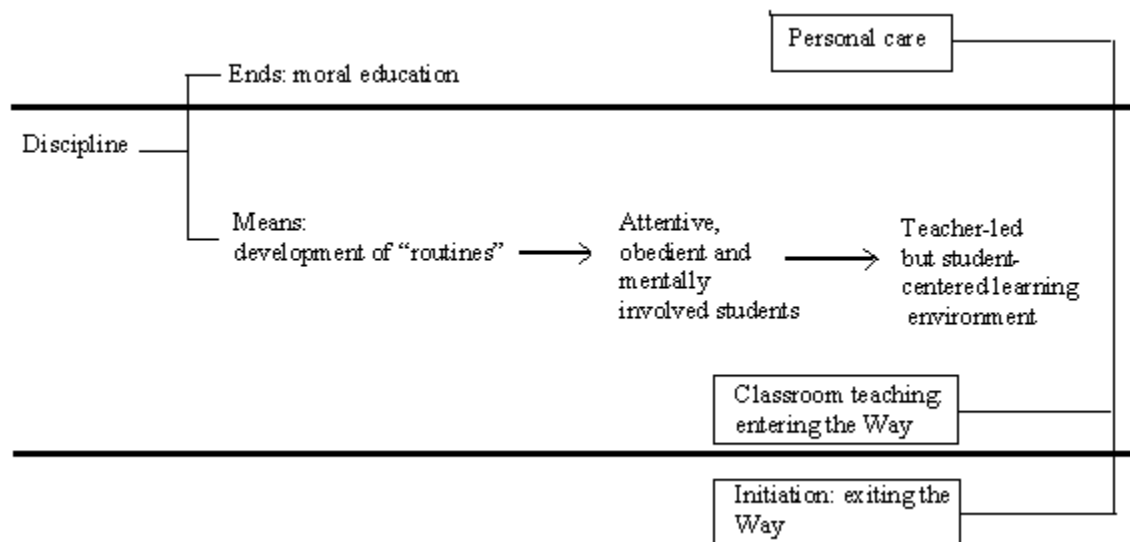 Personal care
Ends: moral education
Discipline
Means:
development of “routines”
Attentive,
obedient and
mentally
involved students
Teacher-led
but student-
centered learning
environment
Classroom teaching:
entering the Way
Initiation: exiting the
Way